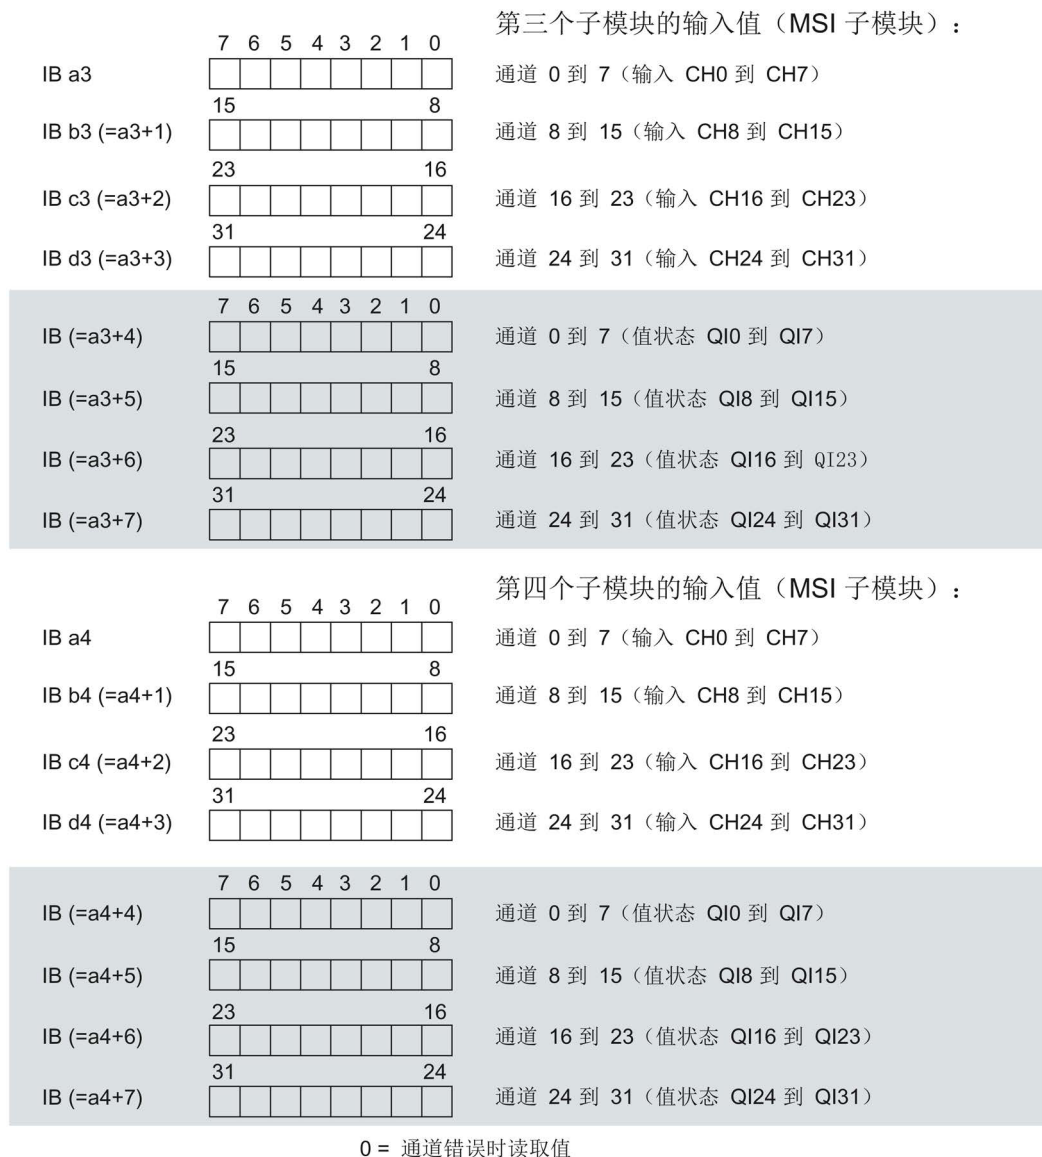 第三个子模块的输入值（MSI 子模块）：
7 6 5 4 3 2 1 0
IB a3 通道 0 到 7（输入 CH0 到 CH7）
15 8
IB b3 (=a3+1) 通道 8 到 15（输入 CH8 到 CH15）
23 16
IB c3 (=a3+2) 通道 16 到 23（输入 CH16 到 CH23）
31 24
IB d3 (=a3+3) 通道 24 到 31（输入 CH24 到 CH31）
7 6 5 4 3 2 1 0
IB (=a3+4) 通道 0 到 7（值状态 QI0 到 QI7）
15 8
IB (=a3+5) 通道 8 到 15（值状态 QI8 到 QI15）
23 16
IB (=a3+6) 通道 16 到 23（值状态 QI16 到 QI23）
31 24
IB (=a3+7) 通道 24 到 31（值状态 QI24 到 QI31）
第四个子模块的输入值（MSI 子模块）：
7 6 5 4 3 2 1 0
IB a4 通道 0 到 7（输入 CH0 到 CH7）
15 8
IB b4 (=a4+1) 通道 8 到 15（输入 CH8 到 CH15）
23 16
IB c4 (=a4+2) 通道 16 到 23（输入 CH16 到 CH23）
31 24
IB d4 (=a4+3) 通道 24 到 31（输入 CH24 到 CH31）
7 6 5 4 3 2 1 0
IB (=a4+4) 通道 0 到 7（值状态 QI0 到 QI7）
15 8
IB (=a4+5) 通道 8 到 15（值状态 QI8 到 QI15）
23 16
IB (=a4+6) 通道 16 到 23（值状态 QI16 到 QI23）
31 24
IB (=a4+7) 通道 24 到 31（值状态 QI24 到 QI31）
0 = 通道错误时读取值